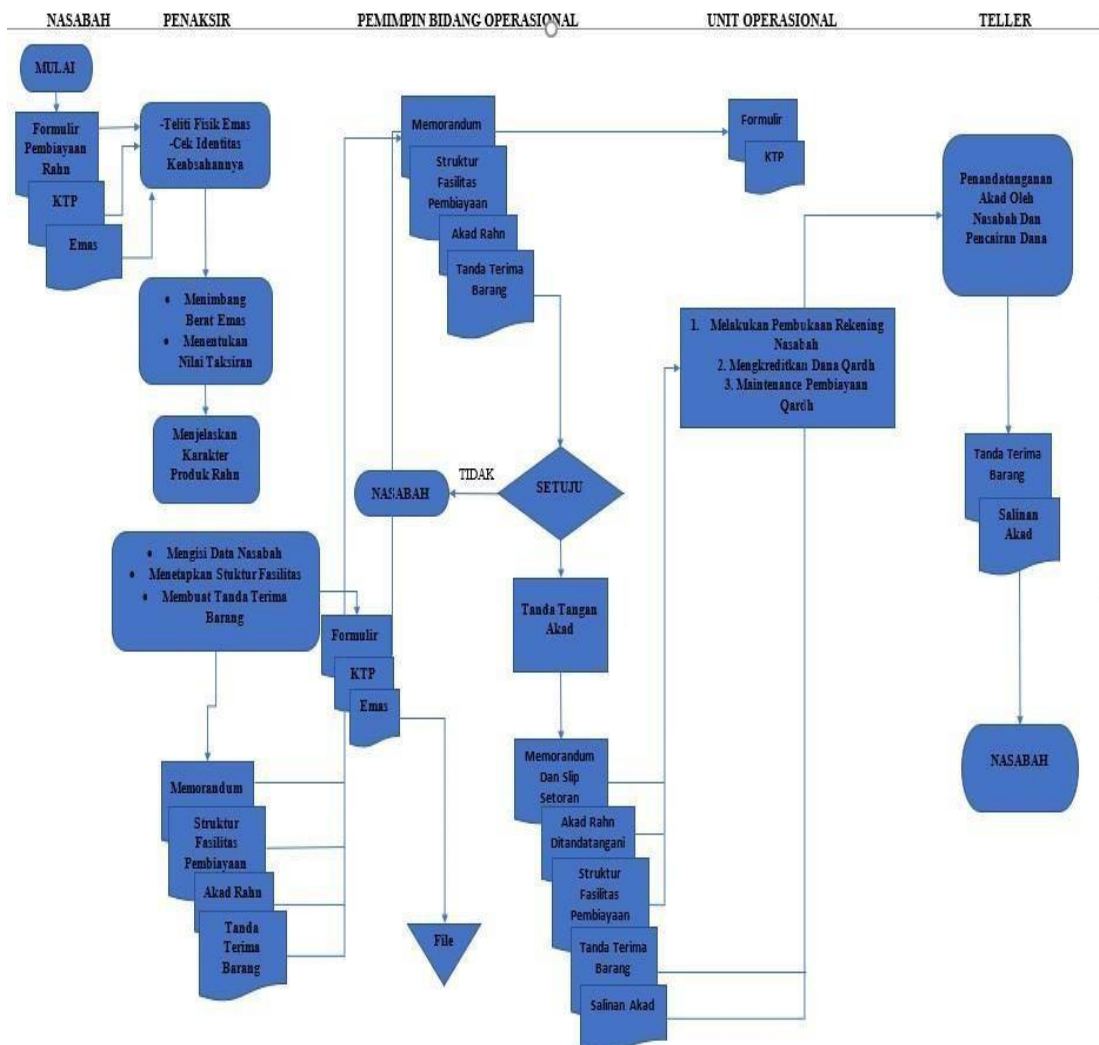 NASABAH
PENAKSIR
PEMIMPIN BIDANG OPERASIONAL
UNIT OPERASIONAL
TELLER
MULAI
Formulir
Pembiayaan
Rahn
KTP
Emas
-Teliti Fisik Emas
-Cek Identitas
Keabsahannya
• Menimbang
Berat Emas
• Menentukan
Nilai Taksiran
Menjelaskan
Karakter
Produk Rahn
• Mengisi Data Nasabah
• Menetapkan Stuktur Fasilitas
• Membuat Tanda Terima
Barang
Formulir
KTP
Emas
File
Memorandum
Struktur
Fasilitas
Pembiayaan
Akad Rahn
Tanda
Terima
Barang
Memorandum
Struktur
Fasilitas
Pembiayaan
Akad Rahn
Tanda Terima
Barang
SETUJU
TIDAK
NASABAH
Tanda Tangan
Akad
Memorandum
Dan Slip
Setoran
Akad Rahn
Ditandatangani
Struktur
Fasilitas
Pembiayaan
Tanda Terima
Barang
Salinan Akad
Formulir
KTP
1. Melakukan Pembukaan Rekening
Nasabah
2. Mengkreditkan Dana Qardh
3. Maintenance Pembiayaan
Qardh
Penandatanganan
Akad Oleh
Nasabah Dan
Pencairan Dana
Tanda Terima
Barang
Salinan
Akad
NASABAH